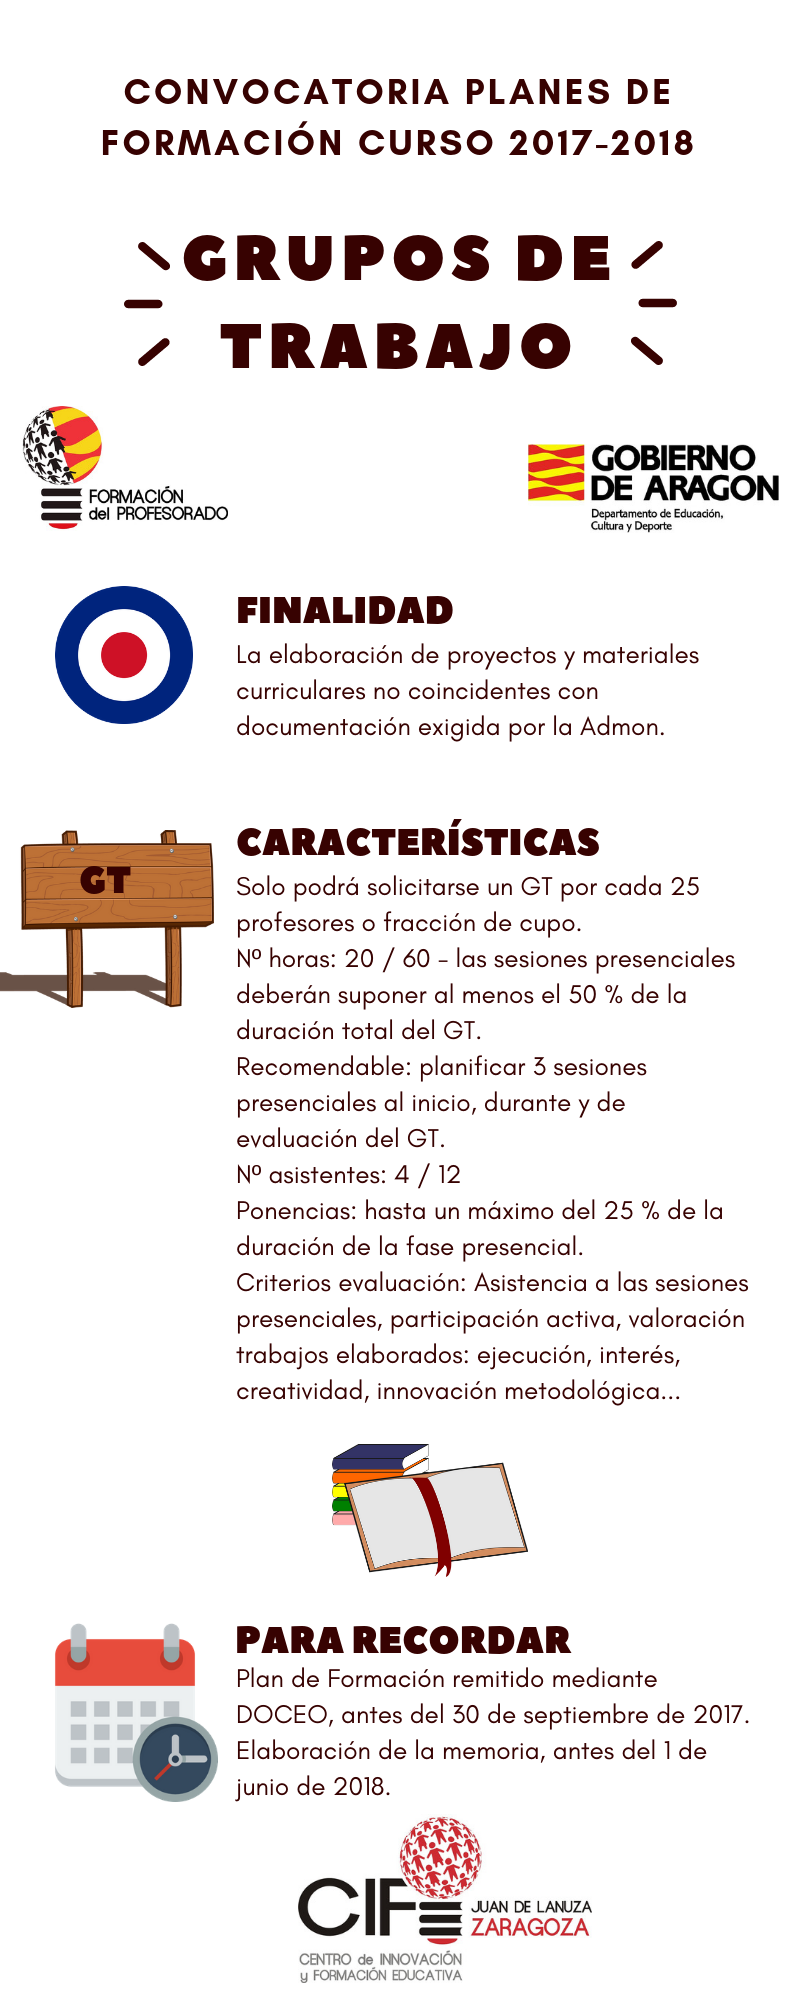 CONVOCATORIA PLANES DE
FORMACIÓN CURSO 2017-2018
GRUPOS DE
TRABAJO
FORMACIÓN
del PROFESORADO
GOBIERNO
DE ARAGON
Departamento de Educación,
Cultura y Deporte
FINALIDAD
La elaboración de proyectos y materiales
curriculares no coincidentes con
documentación exigida por la Admon.
GT
CARACTERÍSTICAS
Solo podrá solicitarse un GT por cada 25
profesores o fracción de cupo.
Nº horas: 20 / 60 - las sesiones presenciales
deberán suponer al menos el 50 % de la
duración total del GT.
Recomendable: planificar 3 sesiones
presenciales al inicio, durante y de
evaluación del GT.
Nº asistentes: 4 / 12
Ponencias: hasta un máximo del 25 % de la
duración de la fase presencial.
Criterios evaluación: Asistencia a las sesiones
presenciales, participación activa, valoración
trabajos elaborados: ejecución, interés,
creatividad, innovación metodológica...
PARA RECORDAR
Plan de Formación remitido mediante
DOCEO, antes del 30 de septiembre de 2017.
Elaboración de la memoria, antes del 1 de
junio de 2018.
CIFE
JUAN DE LANUZA
ZARAGOZA
CENTRO de INNOVACIÓN
y FORMACIÓN EDUCATIVA